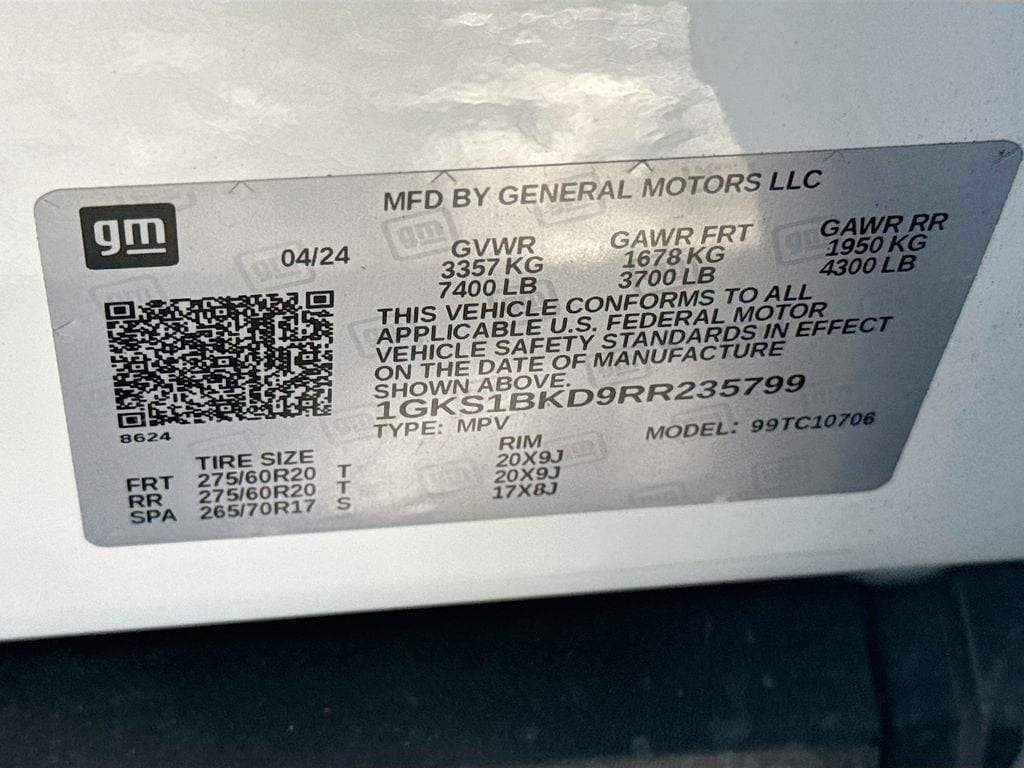 gm
MFD BY GENERAL MOTORS LLC
04/24
GVWR GAWR FRT GAWR RR
3357 KG 1678 KG 1950 KG
7400 LB 3700 LB 4300 LB
THIS VEHICLE CONFORMS TO ALL
APPLICABLE U.S. FEDERAL MOTOR
VEHICLE SAFETY STANDARDS IN EFFECT
ON THE DATE OF MANUFACTURE
SHOWN ABOVE.
1GKS1BKD9RR235799
8624
TYPE: MPV MODEL: 99TC10706
TIRE SIZE RIM
FRT 275/60R20 T 20X9J
RR 275/60R20 T 20X9J
SPA 265/70R17 S 17X8J